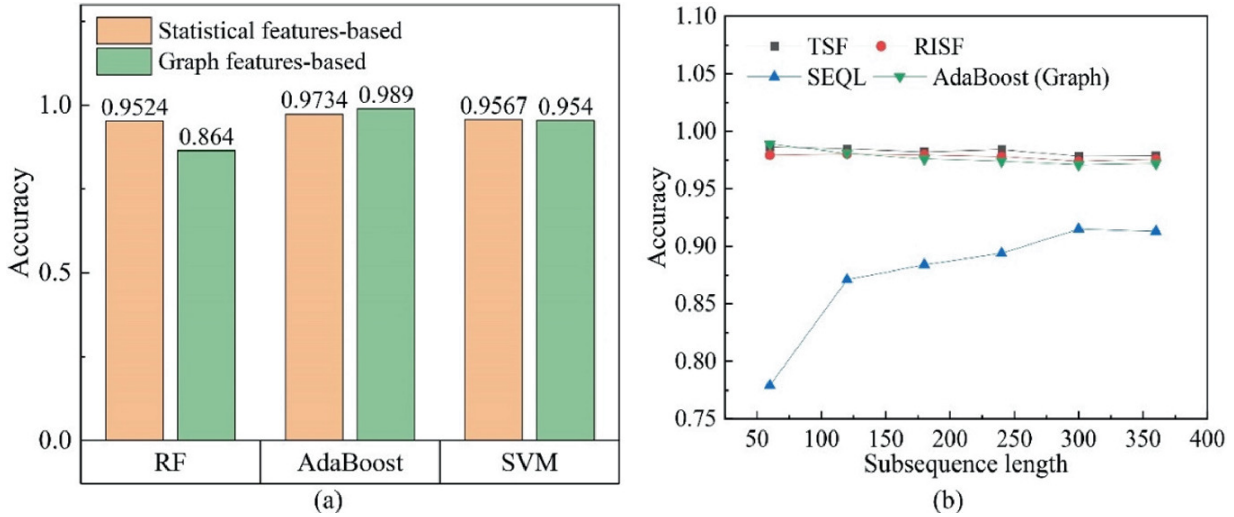 Statistical features-based
Graph features-based
0.9524
0.864
0.9734
0.989
0.9567
0.954
1.0
0.5
0.0
Accuracy
RF
AdaBoost
SVM
(a)
TSF
RISF
SEQL
AdaBoost (Graph)
1.10
1.05
1.00
0.95
0.90
0.85
0.80
0.75
Accuracy
50 100 150 200 250 300 350 400
Subsequence length
(b)